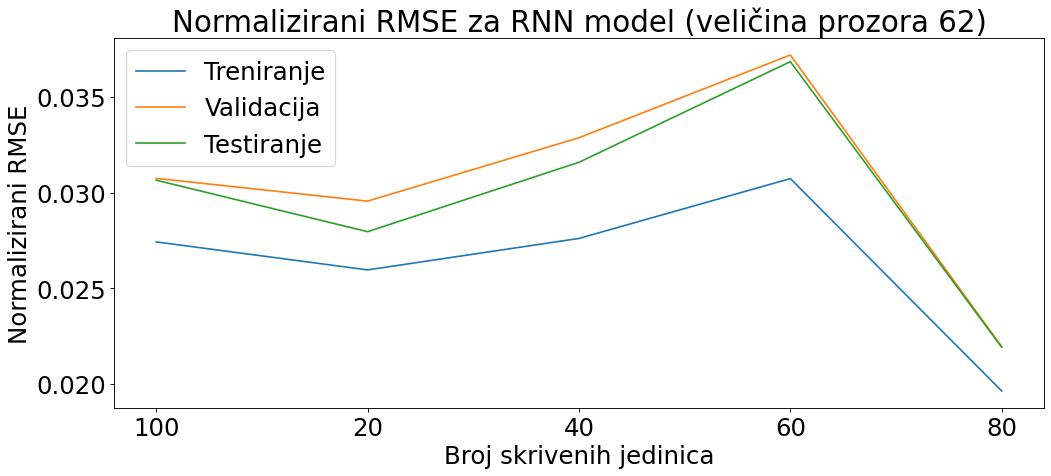 Normalizirani RMSE za RNN model (veličina prozora 62)
Treniranje
Validacija
Testiranje
Normalizirani RMSE
0.035
0.030
0.025
0.020
100 20 40 60 80
Broj skrivenih jedinica